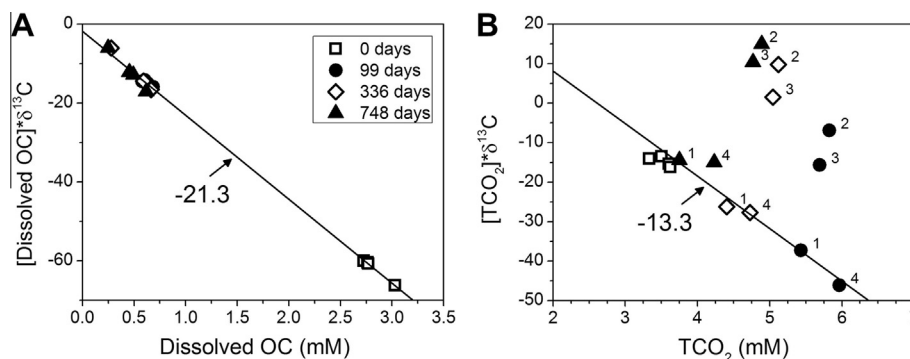 A
[Dissolved OC]*δ¹³C
0
-20
-40
-60
0.0 0.5 1.0 1.5 2.0 2.5 3.0 3.5
Dissolved OC (mM)
0 days
99 days
336 days
748 days
-21.3
B
[TCO₂]*δ¹³C
20
10
0
-10
-20
-30
-40
-50
2 3 4 5 6 7
TCO₂ (mM)
2
3
2
3
2
3
1
4
1
4
1
4
-13.3